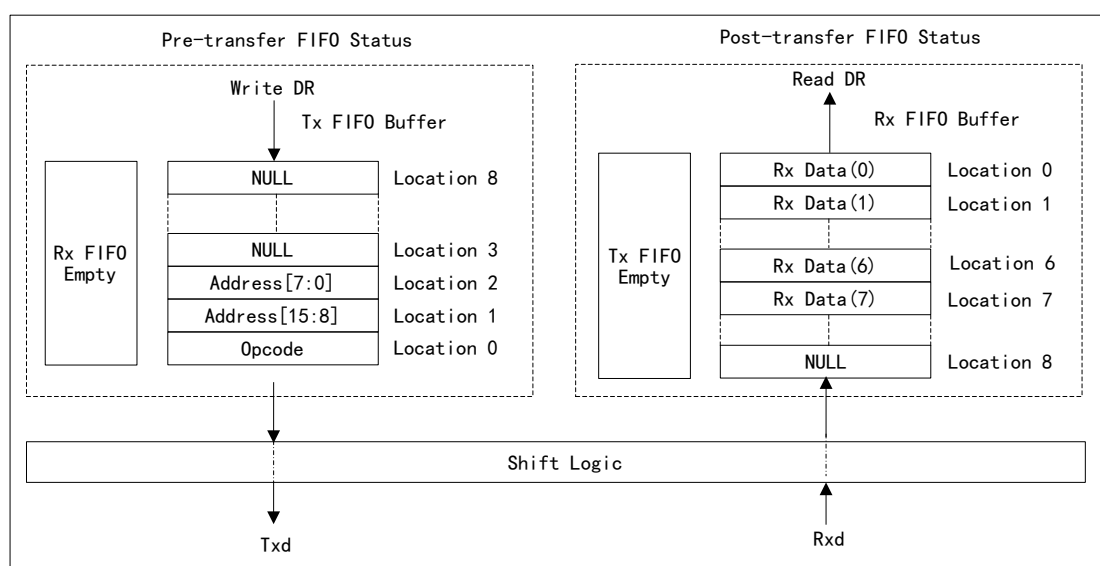 Pre-transfer FIFO Status
Post-transfer FIFO Status
Write DR
Tx FIFO Buffer
Rx FIFO
Empty
NULL
Location 8
NULL
Location 3
Address[7:0]
Location 2
Address[15:8]
Location 1
Opcode
Location 0
Read DR
Rx FIFO Buffer
Tx FIFO
Empty
Rx Data(0)
Location 0
Rx Data(1)
Location 1
Rx Data(6)
Location 6
Rx Data(7)
Location 7
NULL
Location 8
Shift Logic
Txd
Rxd